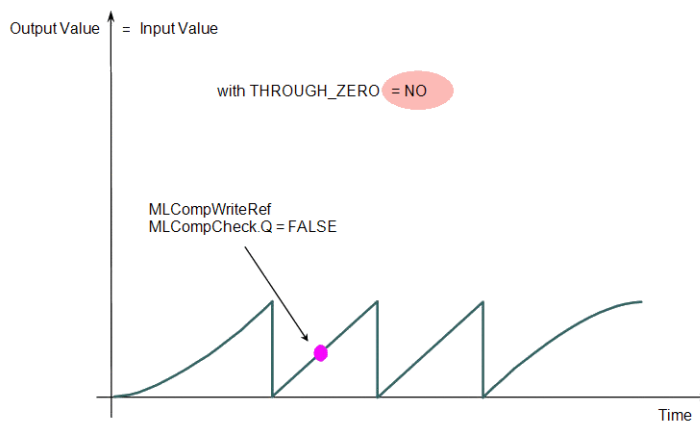 Output Value = Input Value
with THROUGH_ZERO = NO
MLCompWriteRef
MLCompCheck.Q = FALSE
Time